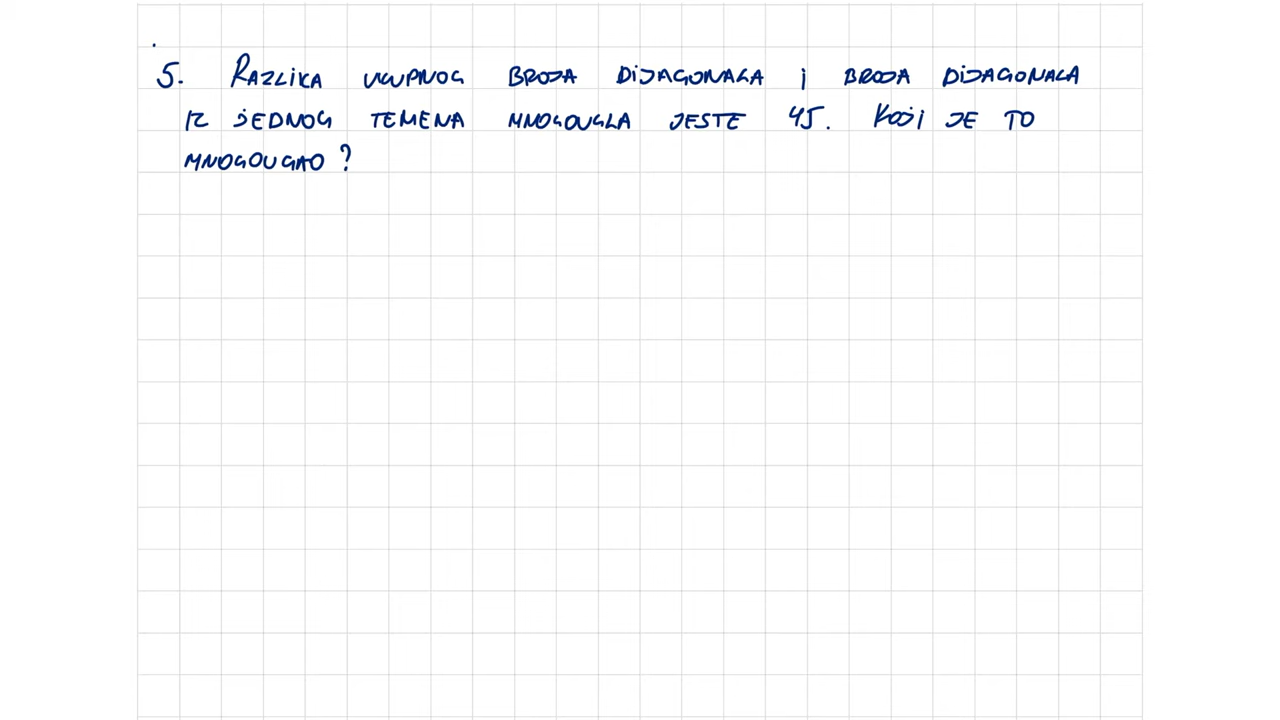 5. RAZLIKA UKUPNOG BROJA DIJAGONALA I BROJA DIJAGONALA
IZ JEDNOG TEMENA MNOGOUGLA JESTE 45. KOJI JE TO
MNOGOUGAO?